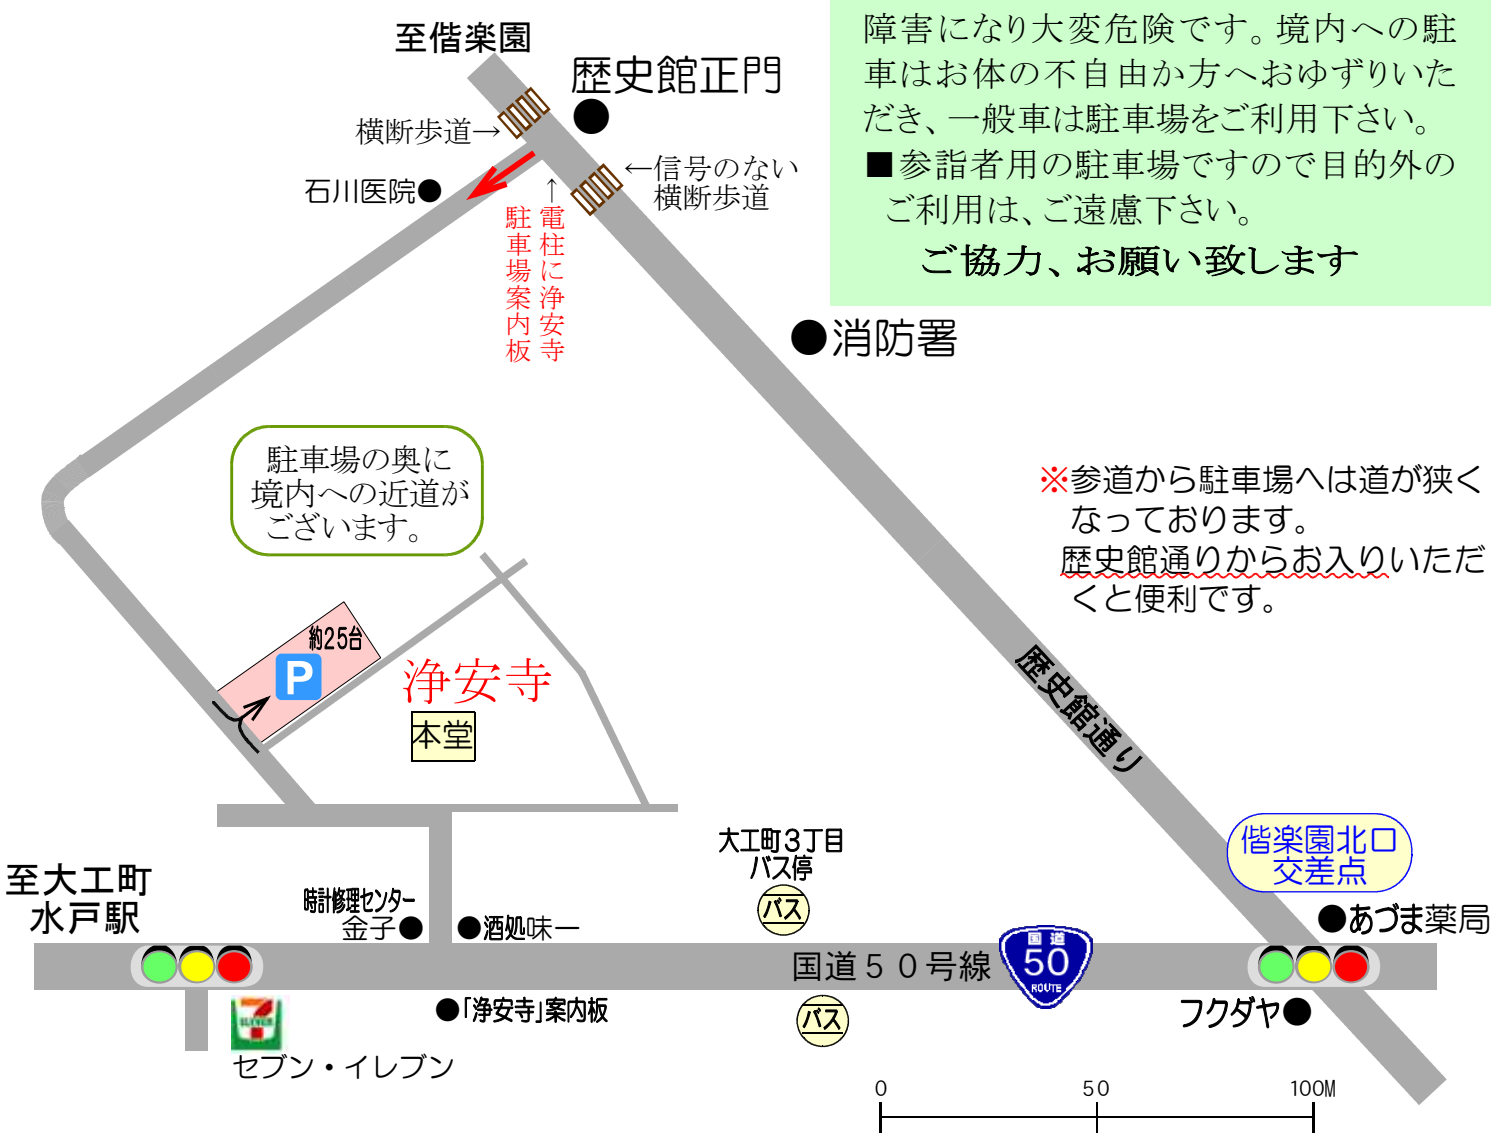 至偕楽園
歴史館正門
横断歩道→
石川医院●
←信号のない
横断歩道
↑電柱に浄安寺
駐車場案内板
障害になり大変危険です。境内への駐
車はお体の不自由か方へおゆずりいた
だき、一般車は駐車場をご利用下さい。
■参詣者用の駐車場ですので目的外の
ご利用は、ご遠慮下さい。
ご協力、お願い致します
●消防署
駐車場の奥に
境内への近道が
ございます。
※参道から駐車場へは道が狭く
なっております。
歴史館通りからお入りいただ
くと便利です。
約25台
P
浄安寺
本堂
歴史館通り
大工町3丁目
バス停
バス
偕楽園北口
交差点
至大工町
水戸駅
時計修理センター
金子●
●酒処味一
●あづま薬局
国道50号線
国道
50
ROUTE
●「浄安寺」案内板
バス
フクダヤ●
7
ELEVEN
セブン・イレブン
0
50
100M